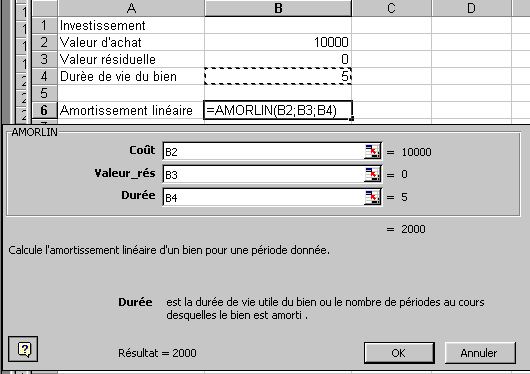 A B C D
1 Investissement
2 Valeur d'achat 10000
3 Valeur résiduelle 0
4 Durèe de vie du bien 5
5
6 Amortissement linéaire =AMORLIN(B2;B3;B4)
AMORLIN
Coût B2 = 10000
Valeur_rés B3 = 0
Durée B4 = 5
= 2000
Calcule l'amortissement linéaire d'un bien pour une période donnée.
Durée est la durée de vie utile du bien ou le nombre de périodes au cours
desquelles le bien est amorti .
? Résultat = 2000 OK Annuler